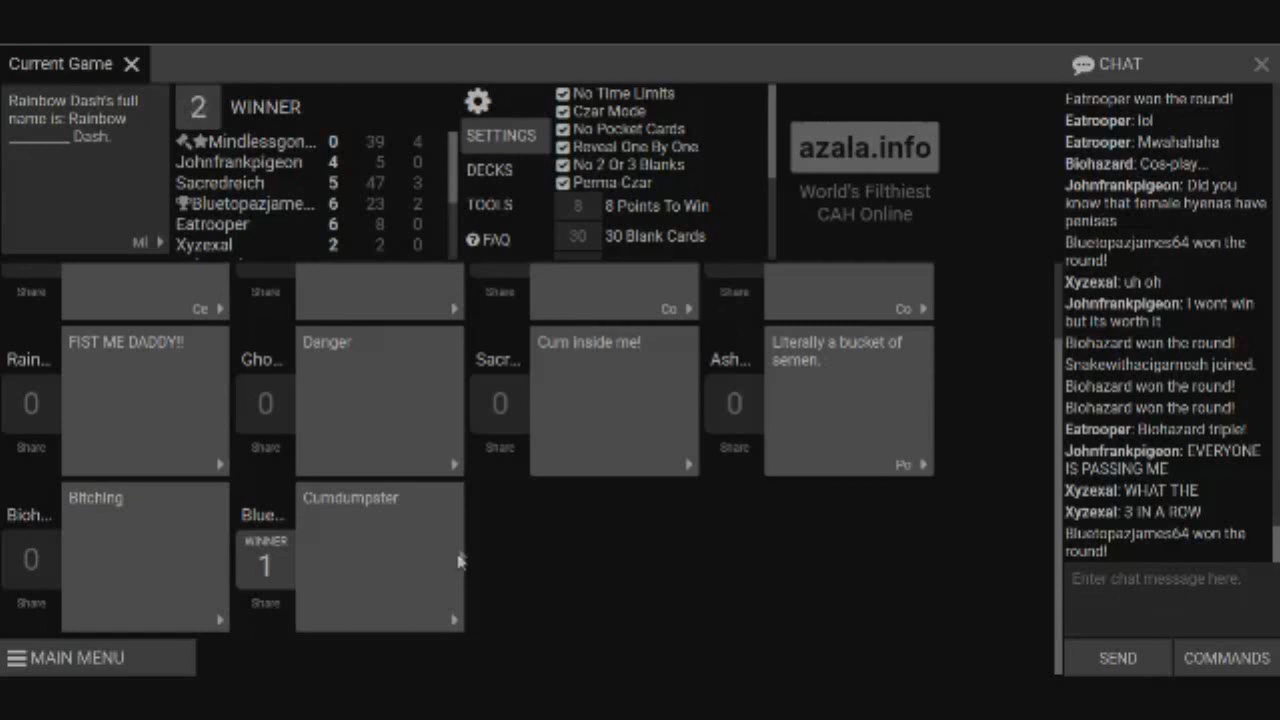 Current Game
CHAT
Rainbow Dash's full
name is: Rainbow
________ Dash.
MI
2 WINNER
Mindlessgon... 0 39 4
Johnfrankpigeon 4 5 0
Sacredreich 5 47 3
Bluetopazjame... 6 23 2
Eatrooper 6 8 0
Xyzexal 2 2 0
SETTINGS
DECKS
TOOLS
FAQ
No Time Limits
Czar Mode
No Pocket Cards
Reveal One By One
No 2 Or 3 Blanks
Perma Czar
8 8 Points To Win
30 30 Blank Cards
azala.info
World's Filthiest
CAH Online
Share Share Share Share
Ce Co Co
Rain...
0
Share
FIST ME DADDY!!
Gho...
0
Share
Danger
Sacr...
0
Share
Cum inside me!
Ash...
0
Share
Literally a bucket of
semen.
Po
Bioh...
0
Share
Bitching
Blue...
WINNER
1
Share
Cumdumpster
MAIN MENU
Eatrooper won the round!
Eatrooper: lol
Eatrooper: Mwahahaha
Biohazard: Cos-play...
Johnfrankpigeon: Did you
know that female hyenas have
penises
Bluetopazjames64 won the
round!
Xyzexal: uh oh
Johnfrankpigeon: I wont win
but its worth it
Biohazard won the round!
Snakewithacigarnoah joined.
Biohazard won the round!
Biohazard won the round!
Eatrooper: Biohazard triple!
Johnfrankpigeon: EVERYONE
IS PASSING ME
Xyzexal: WHAT THE
Xyzexal: 3 IN A ROW
Bluetopazjames64 won the
round!
Enter chat message here.
SEND
COMMANDS